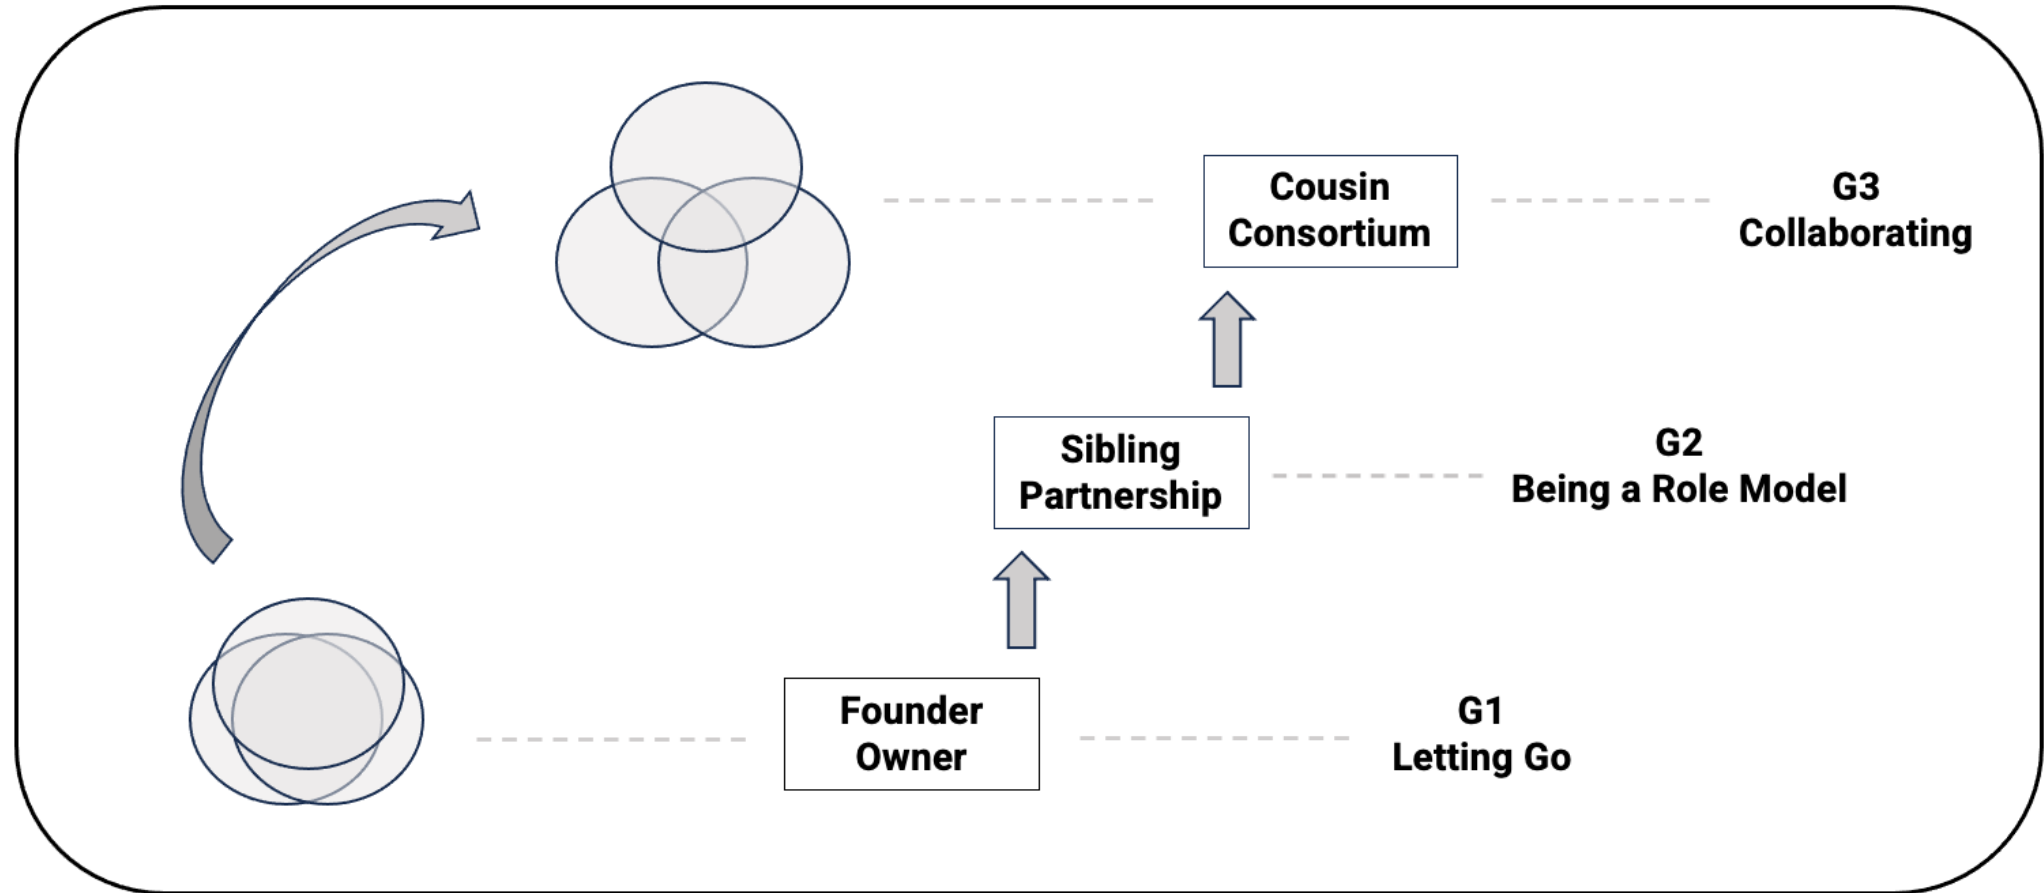 Cousin
Consortium
G3
Collaborating
Sibling
Partnership
G2
Being a Role Model
Founder
Owner
G1
Letting Go